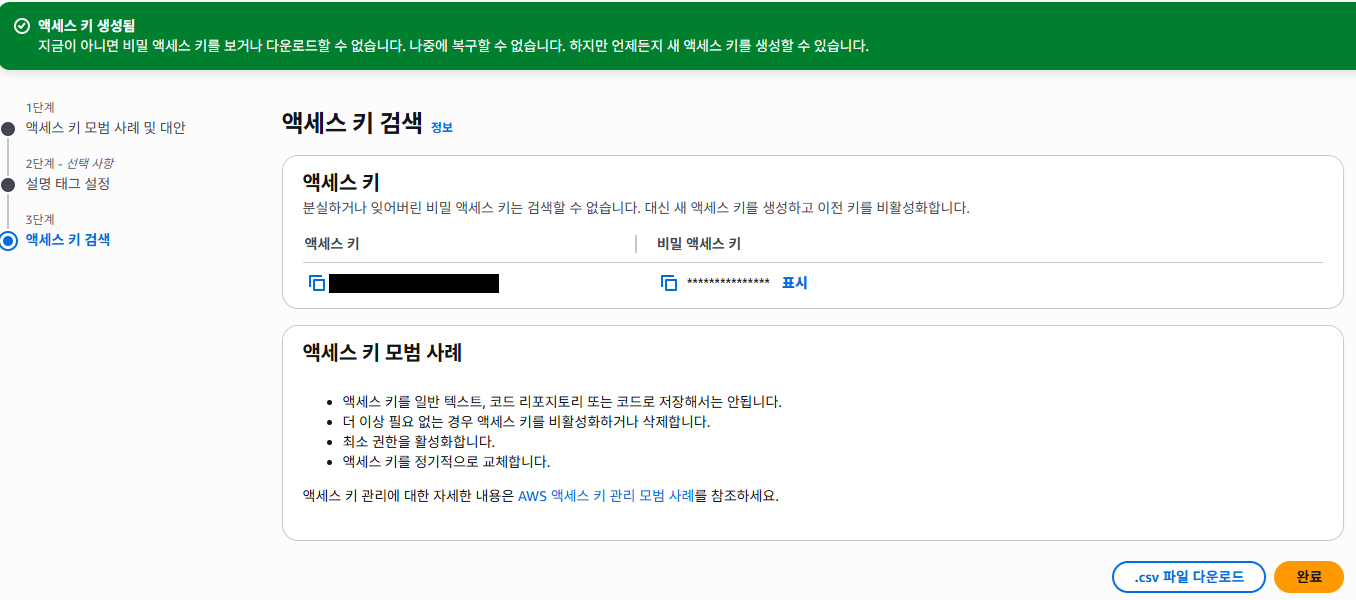 액세스 키 생성됨
지금이 아니면 비밀 액세스 키를 보거나 다운로드할 수 없습니다. 나중에 복구할 수 없습니다. 하지만 언제든지 새 액세스 키를 생성할 수 있습니다.
1단계
액세스 키 모범 사례 및 대안
2단계 - 선택 사항
설명 태그 설정
3단계
액세스 키 검색
액세스 키 검색 정보
액세스 키
분실하거나 잊어버린 비밀 액세스 키는 검색할 수 없습니다. 대신 새 액세스 키를 생성하고 이전 키를 비활성화합니다.
액세스 키 비밀 액세스 키
*************** 표시
액세스 키 모범 사례
• 액세스 키를 일반 텍스트, 코드 리포지토리 또는 코드로 저장해서는 안됩니다.
• 더 이상 필요 없는 경우 액세스 키를 비활성화하거나 삭제합니다.
• 최소 권한을 활성화합니다.
• 액세스 키를 정기적으로 교체합니다.
액세스 키 관리에 대한 자세한 내용은 AWS 액세스 키 관리 모범 사례를 참조하세요.
.csv 파일 다운로드 완료